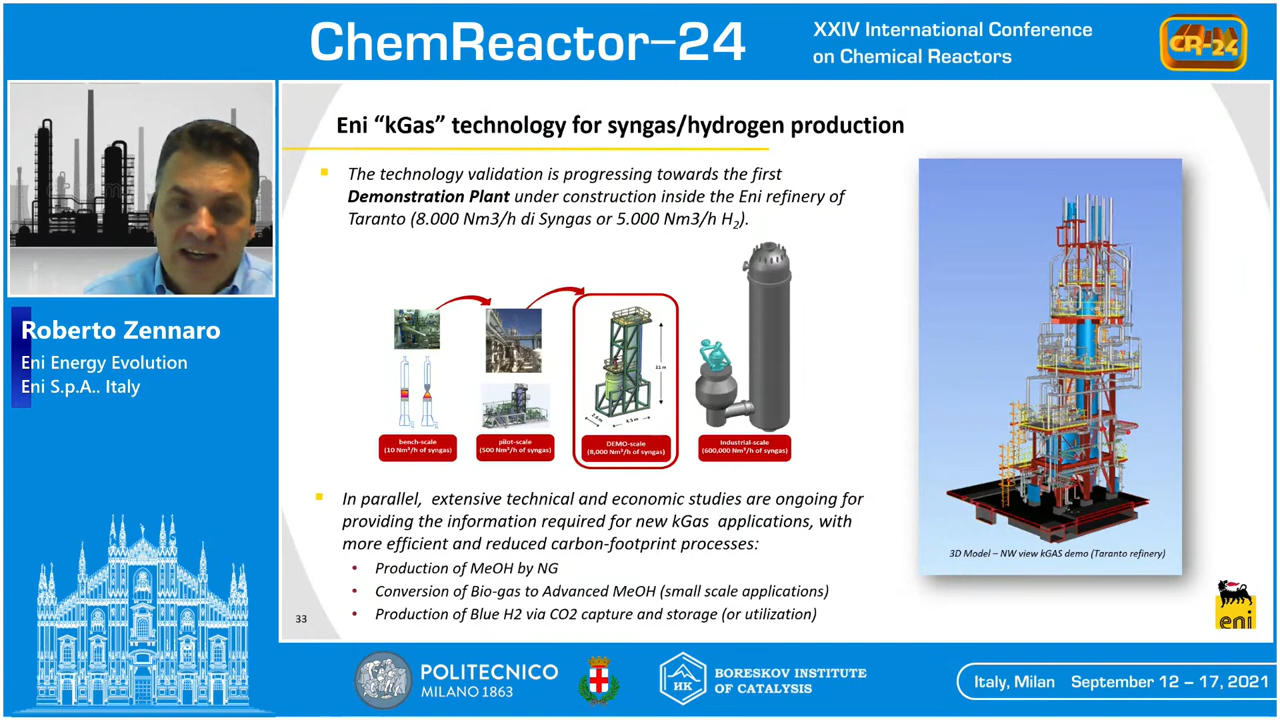 ChemReactor-24
XXIV International Conference
on Chemical Reactors
CR-24
Roberto Zennaro
Eni Energy Evolution
Eni S.p.A.. Italy
Eni “kGas” technology for syngas/hydrogen production
The technology validation is progressing towards the first
Demonstration Plant under construction inside the Eni refinery of
Taranto (8.000 Nm3/h di Syngas or 5.000 Nm3/h H2).
bench-scale
(10 Nm³/h of syngas)
pilot-scale
(500 Nm³/h of syngas)
11 m
4.5 m
DEMO-scale
(8,000 Nm³/h of syngas)
Industrial-scale
(600,000 Nm³/h of syngas)
In parallel, extensive technical and economic studies are ongoing for
providing the information required for new kGas applications, with
more efficient and reduced carbon-footprint processes:
• Production of MeOH by NG
• Conversion of Bio-gas to Advanced MeOH (small scale applications)
• Production of Blue H2 via CO2 capture and storage (or utilization)
33
3D Model – NW view kGAS demo (Taranto refinery)
eni
POLITECNICO
MILANO 1863
НК
BORESKOV INSTITUTE
OF CATALYSIS
Italy, Milan September 12 – 17, 2021